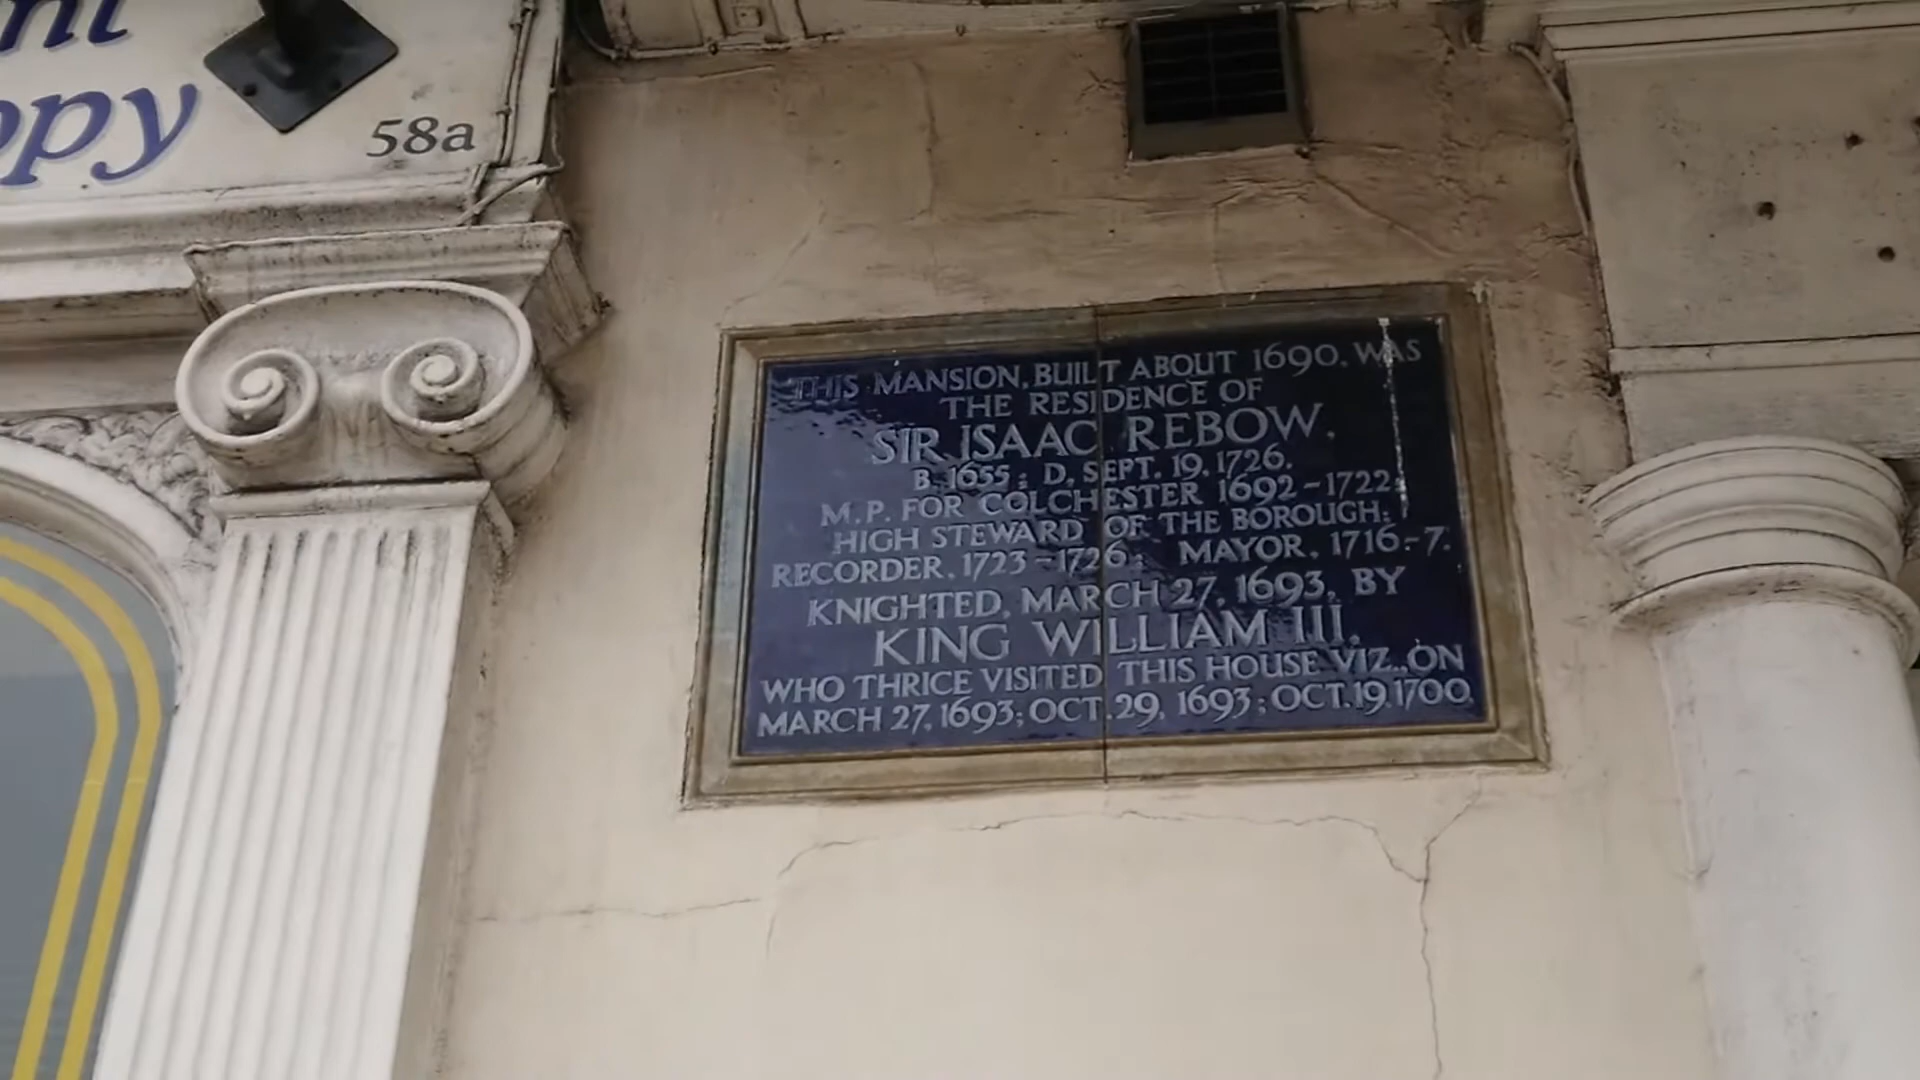 58a
THIS MANSION, BUILT ABOUT 1690, WAS
THE RESIDENCE OF
SIR ISAAC REBOW.
B. 1655; D. SEPT. 19, 1726.
M.P. FOR COLCHESTER 1692-1722;
HIGH STEWARD OF THE BOROUGH;
RECORDER, 1723-1726; MAYOR, 1716-7.
KNIGHTED, MARCH 27, 1693, BY
KING WILLIAM III,
WHO THRICE VISITED THIS HOUSE VIZ., ON
MARCH 27, 1693; OCT. 29, 1693; OCT. 19, 1700.